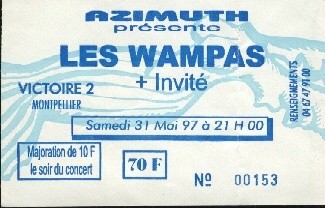 AZIMUTH
présente
LES WAMPAS
+ Invité
VICTOIRE 2
MONTPELLIER
RENSEIGNEMENTS
04 67 47 91 00
Samedi 31 Mai 97 à 21 H 00
Majoration de 10 F
le soir du concert
70 F
Nº 00153